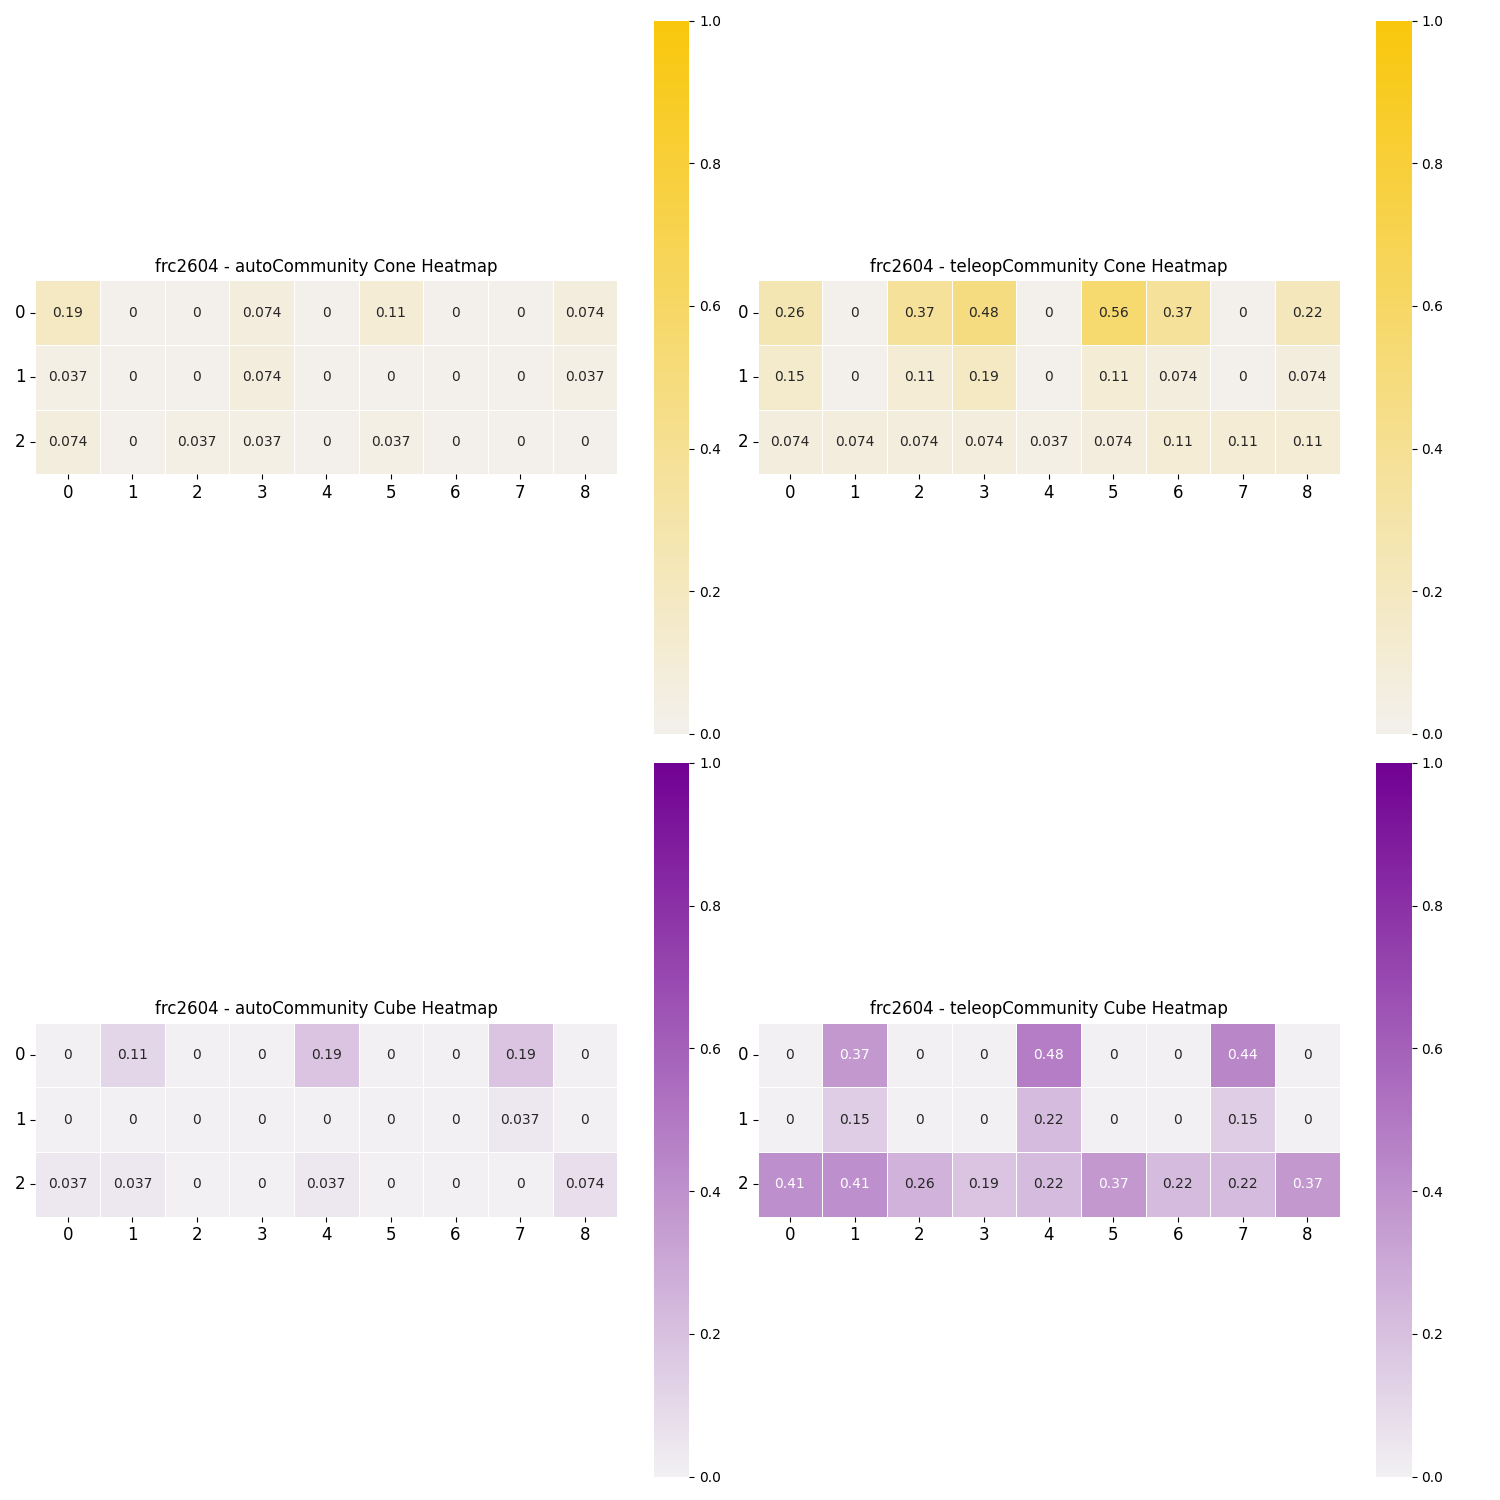 frc2604 - autoCommunity Cone Heatmap
0 0.19 0 0 0.074 0 0.11 0 0 0.074
1 0.037 0 0 0.074 0 0 0 0 0.037
2 0.074 0 0.037 0.037 0 0.037 0 0 0
0 1 2 3 4 5 6 7 8
1.0
0.8
0.6
0.4
0.2
0.0
frc2604 - teleopCommunity Cone Heatmap
0 0.26 0 0.37 0.48 0 0.56 0.37 0 0.22
1 0.15 0 0.11 0.19 0 0.11 0.074 0 0.074
2 0.074 0.074 0.074 0.074 0.037 0.074 0.11 0.11 0.11
0 1 2 3 4 5 6 7 8
1.0
0.8
0.6
0.4
0.2
0.0
frc2604 - autoCommunity Cube Heatmap
0 0 0.11 0 0 0.19 0 0 0.19 0
1 0 0 0 0 0 0 0 0.037 0
2 0.037 0.037 0 0 0.037 0 0 0 0.074
0 1 2 3 4 5 6 7 8
1.0
0.8
0.6
0.4
0.2
0.0
frc2604 - teleopCommunity Cube Heatmap
0 0 0.37 0 0 0.48 0 0 0.44 0
1 0 0.15 0 0 0.22 0 0 0.15 0
2 0.41 0.41 0.26 0.19 0.22 0.37 0.22 0.22 0.37
0 1 2 3 4 5 6 7 8
1.0
0.8
0.6
0.4
0.2
0.0